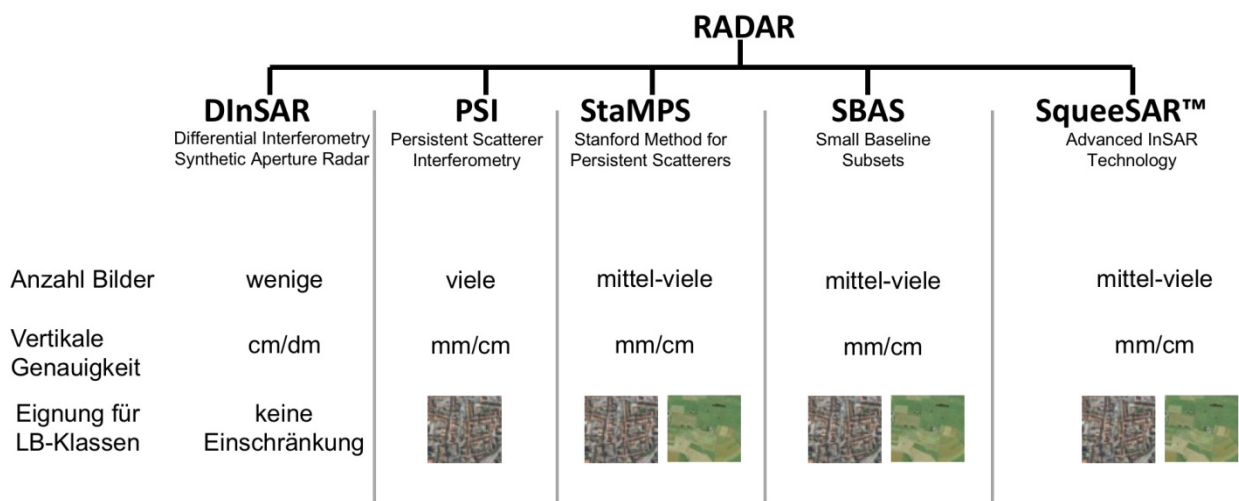 RADAR
DInSAR
Differential Interferometry
Synthetic Aperture Radar
PSI
Persistent Scatterer
Interferometry
StaMPS
Stanford Method for
Persistent Scatterers
SBAS
Small Baseline
Subsets
SqueeSAR™
Advanced InSAR
Technology
Anzahl Bilder
wenige
viele
mittel-viele
mittel-viele
mittel-viele
Vertikale
Genauigkeit
cm/dm
mm/cm
mm/cm
mm/cm
mm/cm
Eignung für
LB-Klassen
keine
Einschränkung